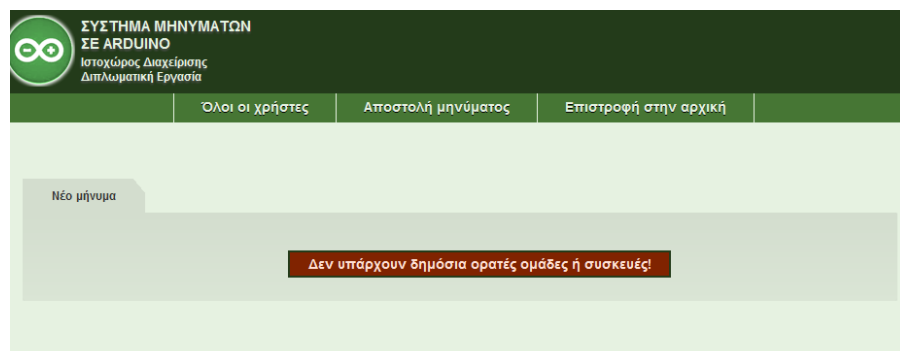 ΣΥΣΤΗΜΑ ΜΗΝΥΜΑΤΩΝ
ΣΕ ARDUINO
Ιστοχώρος Διαχείρισης
Διπλωματική Εργασία
Όλοι οι χρήστες Αποστολή μηνύματος Επιστροφή στην αρχική
Νέο μήνυμα
Δεν υπάρχουν δημόσια ορατές ομάδες ή συσκευές!